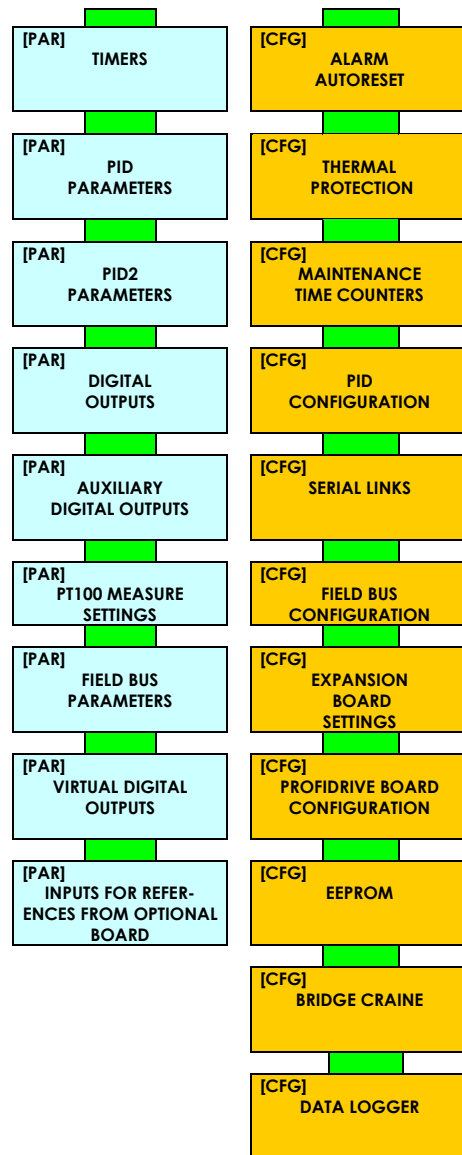 [PAR]
TIMERS
[PAR]
PID
PARAMETERS
[PAR]
PID2
PARAMETERS
[PAR]
DIGITAL
OUTPUTS
[PAR]
AUXILIARY
DIGITAL OUTPUTS
[PAR]
PT100 MEASURE
SETTINGS
[PAR]
FIELD BUS
PARAMETERS
[PAR]
VIRTUAL DIGITAL
OUTPUTS
[PAR]
INPUTS FOR REFER-
ENCES FROM OPTIONAL
BOARD
[CFG]
ALARM
AUTORESET
[CFG]
THERMAL
PROTECTION
[CFG]
MAINTENANCE
TIME COUNTERS
[CFG]
PID
CONFIGURATION
[CFG]
SERIAL LINKS
[CFG]
FIELD BUS
CONFIGURATION
[CFG]
EXPANSION
BOARD
SETTINGS
[CFG]
PROFIDRIVE BOARD
CONFIGURATION
[CFG]
EEPROM
[CFG]
BRIDGE CRAINE
[CFG]
DATA LOGGER